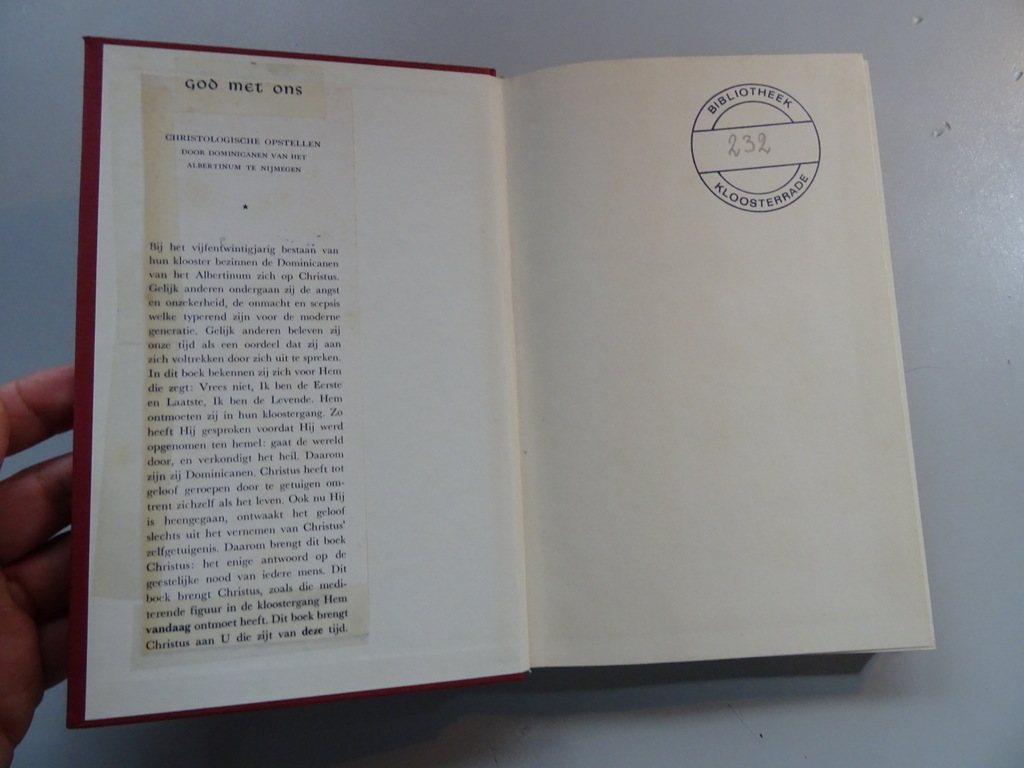 God met ons
CHRISTOLOGISCHE OPSTELLEN
DOOR DOMINICANEN VAN HET
ALBERTINUM TE NIJMEGEN
*
Bij het vijfentwintigjarig bestaan van
hun klooster bezinnen de Dominicanen
van het Albertinum zich op Christus.
Gelijk anderen ondergaan zij de angst
en onzekerheid, de onmacht en scepsis
welke typerend zijn voor de moderne
generatie. Gelijk anderen beleven zij
onze tijd als een oordeel dat zij aan
zich voltrekken door zich uit te spreken.
In dit boek bekennen zij zich voor Hem
die zegt: Vrees niet, Ik ben de Eerste
en Laatste, Ik ben de Levende. Hem
ontmoeten zij in hun kloostergang. Zo
heeft Hij gesproken voordat Hij werd
opgenomen ten hemel: gaat de wereld
door, en verkondigt het heil. Daarom
zijn zij Dominicanen. Christus heeft tot
geloof geroepen door te getuigen om-
trent zichzelf als het leven. Ook nu Hij
is heengegaan, ontwaakt het geloof
slechts uit het vernemen van Christus'
zelfgetuigenis. Daarom brengt dit boek
Christus: het enige antwoord op de
geestelijke nood van iedere mens. Dit
boek brengt Christus, zoals die medi-
terende figuur in de kloostergang Hem
vandaag ontmoet heeft. Dit boek brengt
Christus aan U die zijt van deze tijd.
BIBLIOTHEEK
232
KLOOSTERRADE